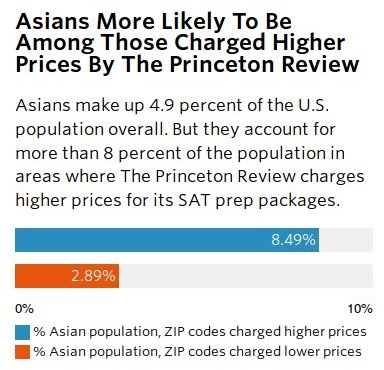 Asians More Likely To Be
Among Those Charged Higher
Prices By The Princeton Review
Asians make up 4.9 percent of the U.S.
population overall. But they account for
more than 8 percent of the population in
areas where The Princeton Review charges
higher prices for its SAT prep packages.
8.49%
2.89%
0% 10%
% Asian population, ZIP codes charged higher prices
% Asian population, ZIP codes charged lower prices